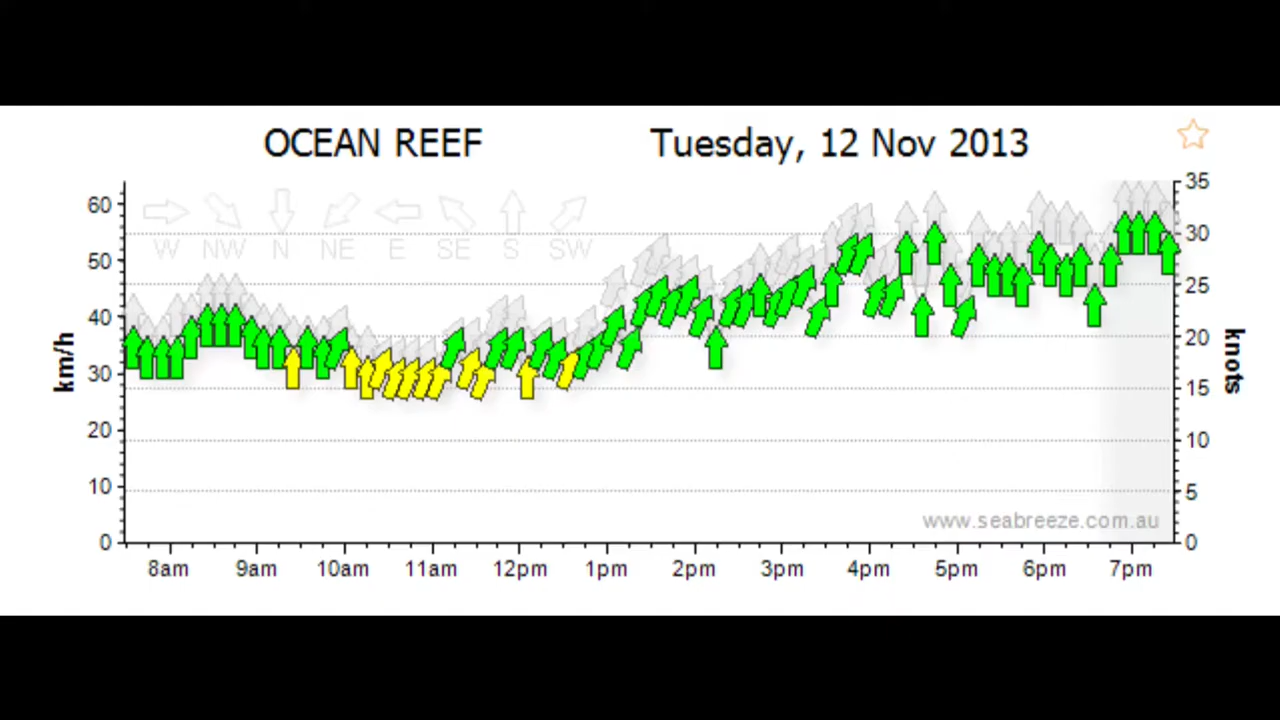 OCEAN REEF Tuesday, 12 Nov 2013
W NW N NE E SE S SW
km/h
60
50
40
30
20
10
0
35
30
25
20
15
10
5
0
knots
www.seabreeze.com.au
8am 9am 10am 11am 12pm 1pm 2pm 3pm 4pm 5pm 6pm 7pm